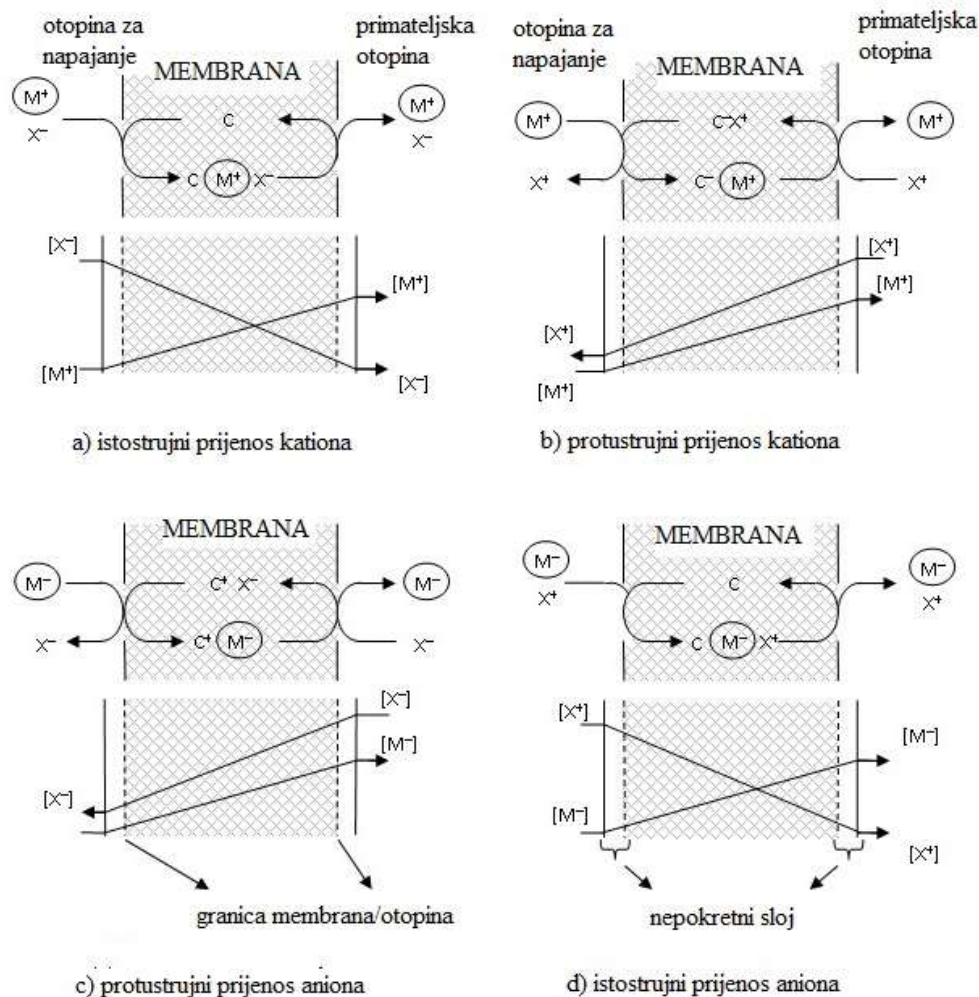 otopina za
napajanje
primateljska
otopina
MEMBRANA
M⁺
X⁻
C
M⁺
X⁻
C M⁺ X⁻
[X⁻]
[M⁺]
[M⁺]
[X⁻]
a) istostrujni prijenos kationa
otopina za
napajanje
primateljska
otopina
MEMBRANA
M⁺
C⁻X⁺
M⁺
X⁺
C⁻ M⁺
X⁺
[X⁺]
[M⁺]
[X⁺]
[M⁺]
b) protustrujni prijenos kationa
MEMBRANA
M⁻
C⁺ X⁻
M⁻
X⁻
C⁺ M⁻
X⁻
[X⁻]
[M⁻]
[X⁻]
granica membrana/otopina
c) protustrujni prijenos aniona
MEMBRANA
M⁻
X⁺
C
M⁻
X⁺
C M⁻ X⁺
[X⁺]
[M⁻]
[M⁻]
[X⁺]
nepokretni sloj
d) istostrujni prijenos aniona